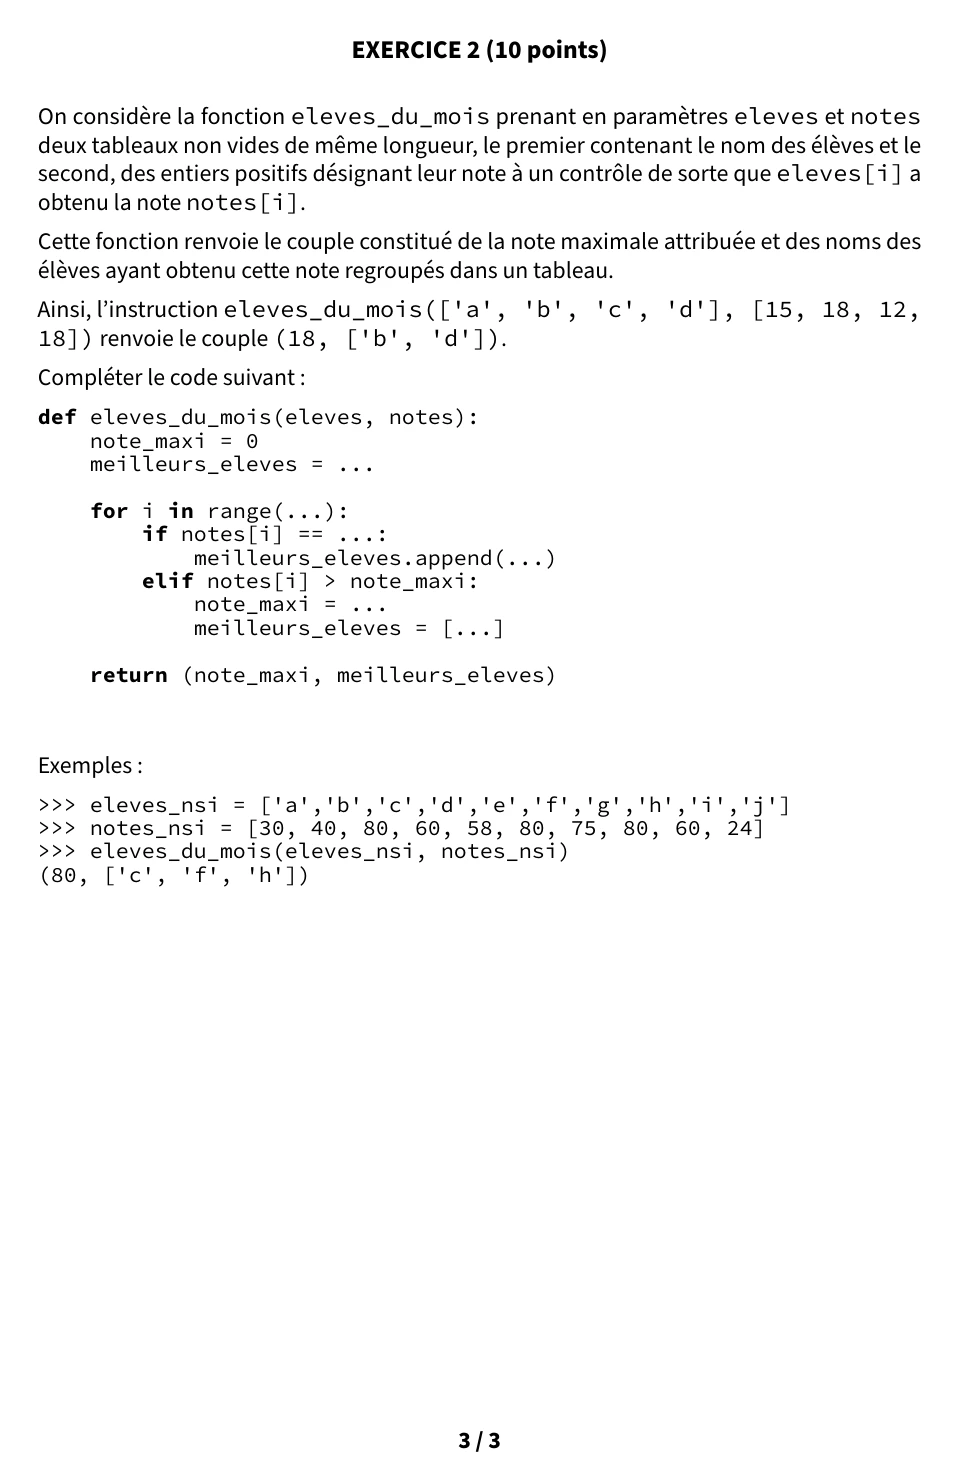 EXERCICE 2 (10 points)
On considère la fonction eleves_du_mois prenant en paramètres eleves et notes
deux tableaux non vides de même longueur, le premier contenant le nom des élèves et le
second, des entiers positifs désignant leur note à un contrôle de sorte que eleves[i] a
obtenu la note notes[i].
Cette fonction renvoie le couple constitué de la note maximale attribuée et des noms des
élèves ayant obtenu cette note regroupés dans un tableau.
Ainsi, l’instruction eleves_du_mois(['a', 'b', 'c', 'd'], [15, 18, 12,
18]) renvoie le couple (18, ['b', 'd']).
Compléter le code suivant :
def eleves_du_mois(eleves, notes):
    note_maxi = 0
    meilleurs_eleves = ...
    for i in range(...):
        if notes[i] == ...:
            meilleurs_eleves.append(...)
        elif notes[i] > note_maxi:
            note_maxi = ...
            meilleurs_eleves = [...]
    return (note_maxi, meilleurs_eleves)
Exemples :
>>> eleves_nsi = ['a','b','c','d','e','f','g','h','i','j']
>>> notes_nsi = [30, 40, 80, 60, 58, 80, 75, 80, 60, 24]
>>> eleves_du_mois(eleves_nsi, notes_nsi)
(80, ['c', 'f', 'h'])
3 / 3